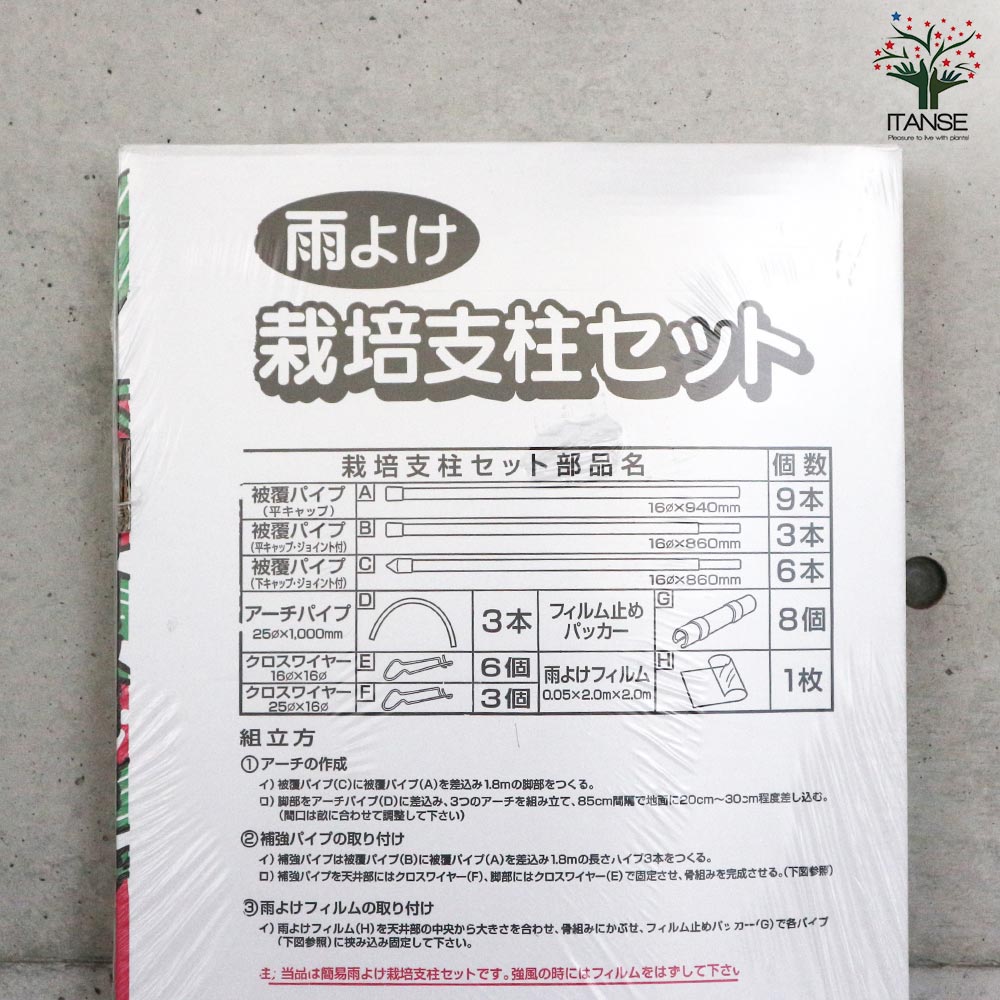 ITANSE
Pleasure to live with plants!
雨よけ
栽培支柱セット
栽培支柱セット部品名 個数
被覆パイプ A 9本
(平キャップ) 16ø×940mm
被覆パイプ B 3本
(平キャップ・ジョイント付) 16ø×860mm
被覆パイプ C 6本
(下キャップ・ジョイント付) 16ø×860mm
アーチパイプ D 3本
25ø×1,000mm
フィルム止め G 8個
パッカー
クロスワイヤー E 6個
16ø×16ø
雨よけフィルム H 1枚
0.05×2.0m×2.0m
クロスワイヤー F 3個
25ø×16ø
組立方
①アーチの作成
イ)被覆パイプ(C)に被覆パイプ(A)を差込み1.8mの脚部をつくる。
ロ)脚部をアーチパイプ(D)に差込み、3つのアーチを組み立て、85cm間隔で地面に20cm〜30cm程度差し込む。
(間口は畝に合わせて調整して下さい)
②補強パイプの取り付け
イ)補強パイプは被覆パイプ(B)に被覆パイプ(A)を差込み1.8mの長さパイプ3本をつくる。
ロ)補強パイプを天井部にはクロスワイヤー(F)、脚部にはクロスワイヤー(E)で固定させ、骨組みを完成させる。(下図参照)
③雨よけフィルムの取り付け
イ)雨よけフィルム(H)を天井部の中央から大きさを合わせ、骨組みにかぶせ、フィルム止めパッカー(G)で各パイプ
(下図参照)に挟み込み固定して下さい。
注)当品は簡易雨よけ栽培支柱セットです。強風の時にはフィルムをはずして下さい